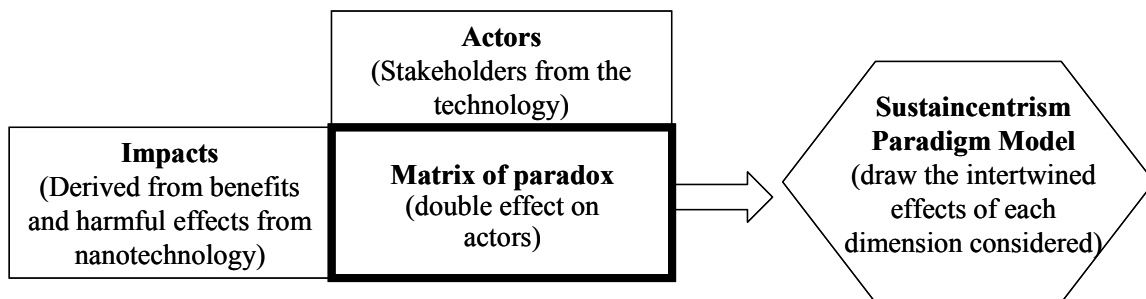 Actors
(Stakeholders from the
technology)
Impacts
(Derived from benefits
and harmful effects from
nanotechnology)
Matrix of paradox
(double effect on
actors)
Sustaincentrism
Paradigm Model
(draw the intertwined
effects of each
dimension considered)